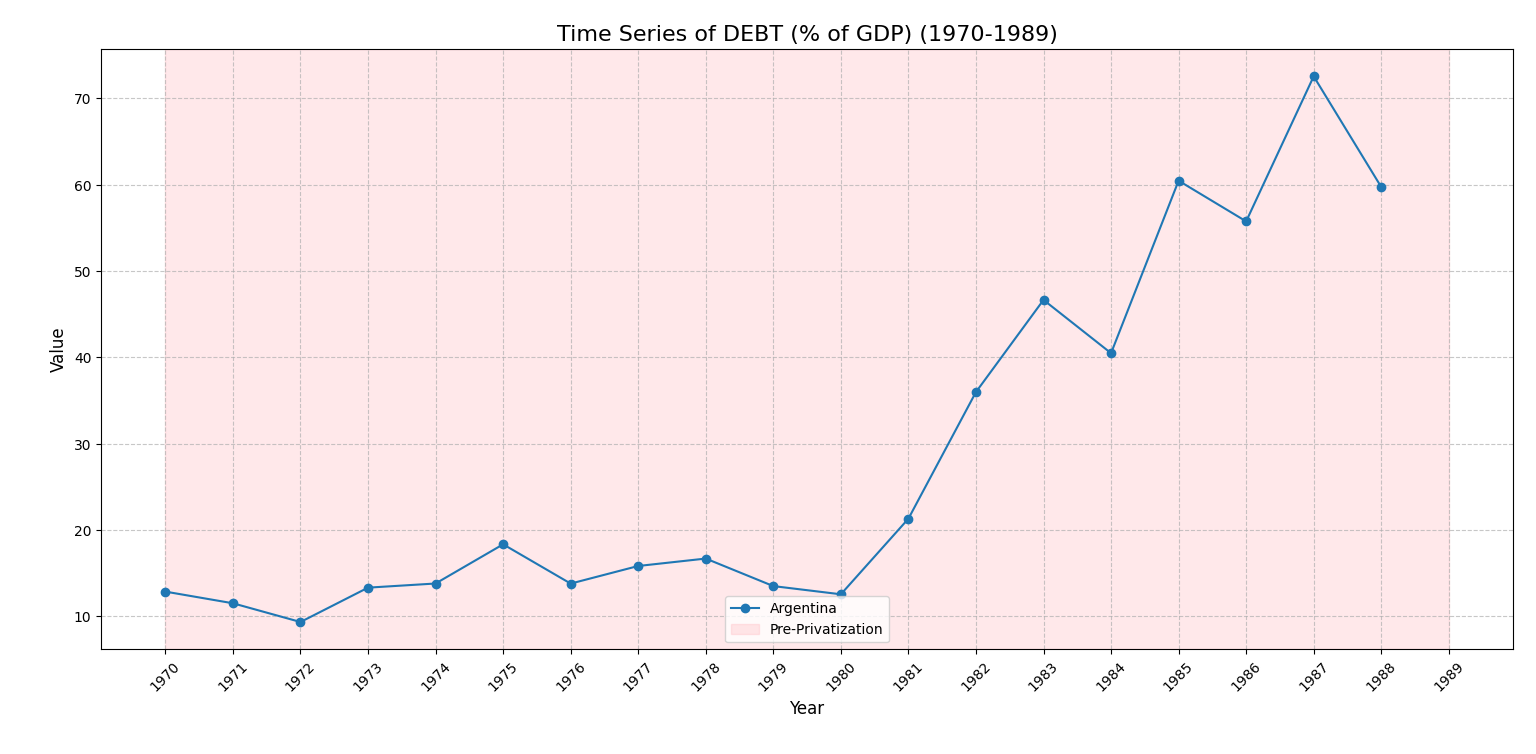 Time Series of DEBT (% of GDP) (1970-1989)
Value
70
60
50
40
30
20
10
Argentina
Pre-Privatization
1970 1971 1972 1973 1974 1975 1976 1977 1978 1979 1980 1981 1982 1983 1984 1985 1986 1987 1988 1989
Year